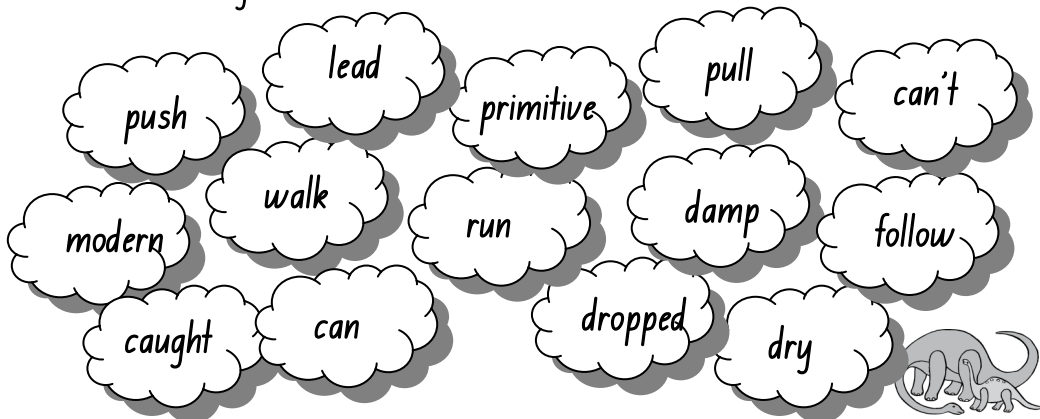 lead
pull
primitive
can't
push
walk
damp
run
follow
modern
dropped
can
caught
dry